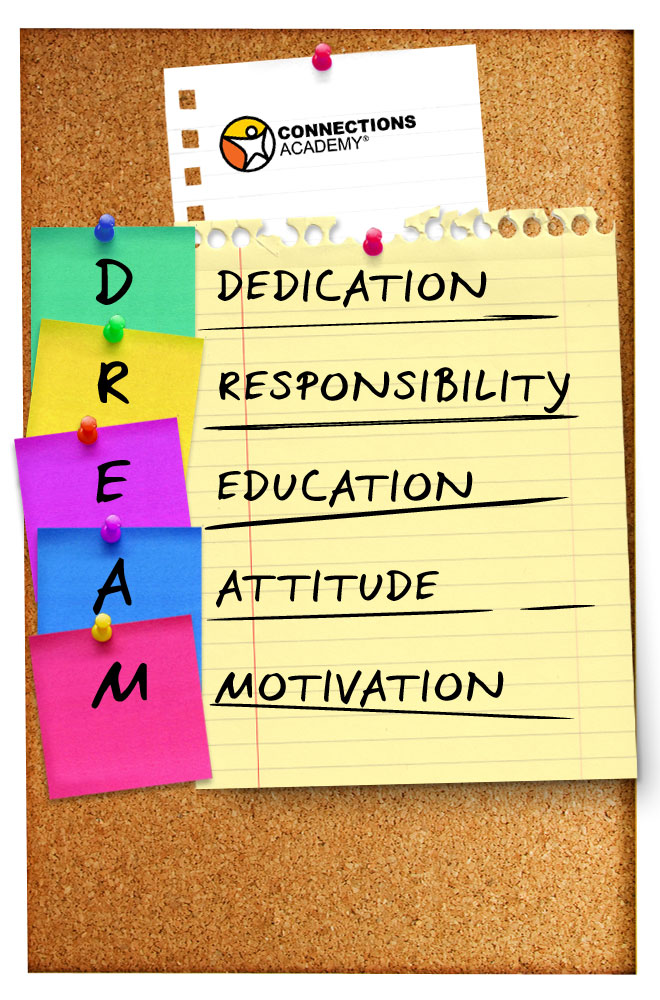 CONNECTIONS
ACADEMY®
D DEDICATION
R RESPONSIBILITY
E EDUCATION
A ATTITUDE
M MOTIVATION